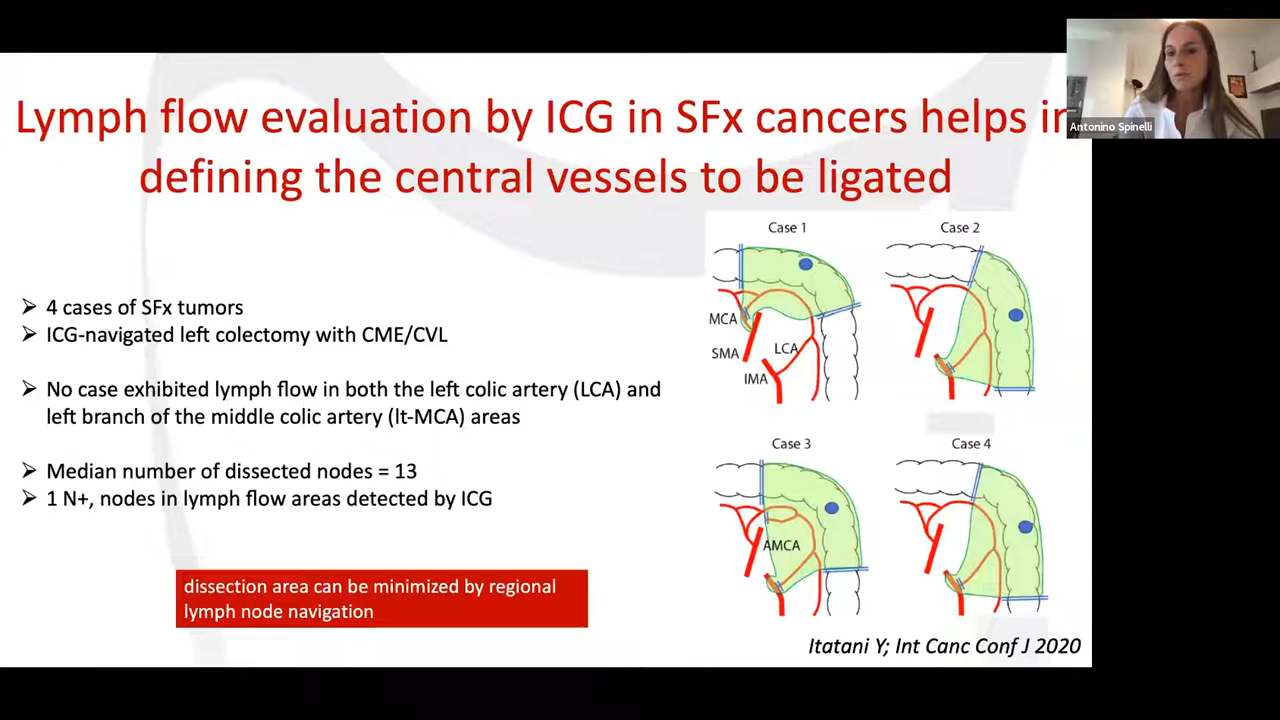 Lymph flow evaluation by ICG in SFx cancers helps in
defining the central vessels to be ligated
Antonino Spinelli
4 cases of SFx tumors
ICG-navigated left colectomy with CME/CVL
No case exhibited lymph flow in both the left colic artery (LCA) and
left branch of the middle colic artery (lt-MCA) areas
Median number of dissected nodes = 13
1 N+, nodes in lymph flow areas detected by ICG
dissection area can be minimized by regional
lymph node navigation
Case 1
MCA
SMA
LCA
IMA
Case 2
Case 3
AMCA
Case 4
Itatani Y; Int Canc Conf J 2020